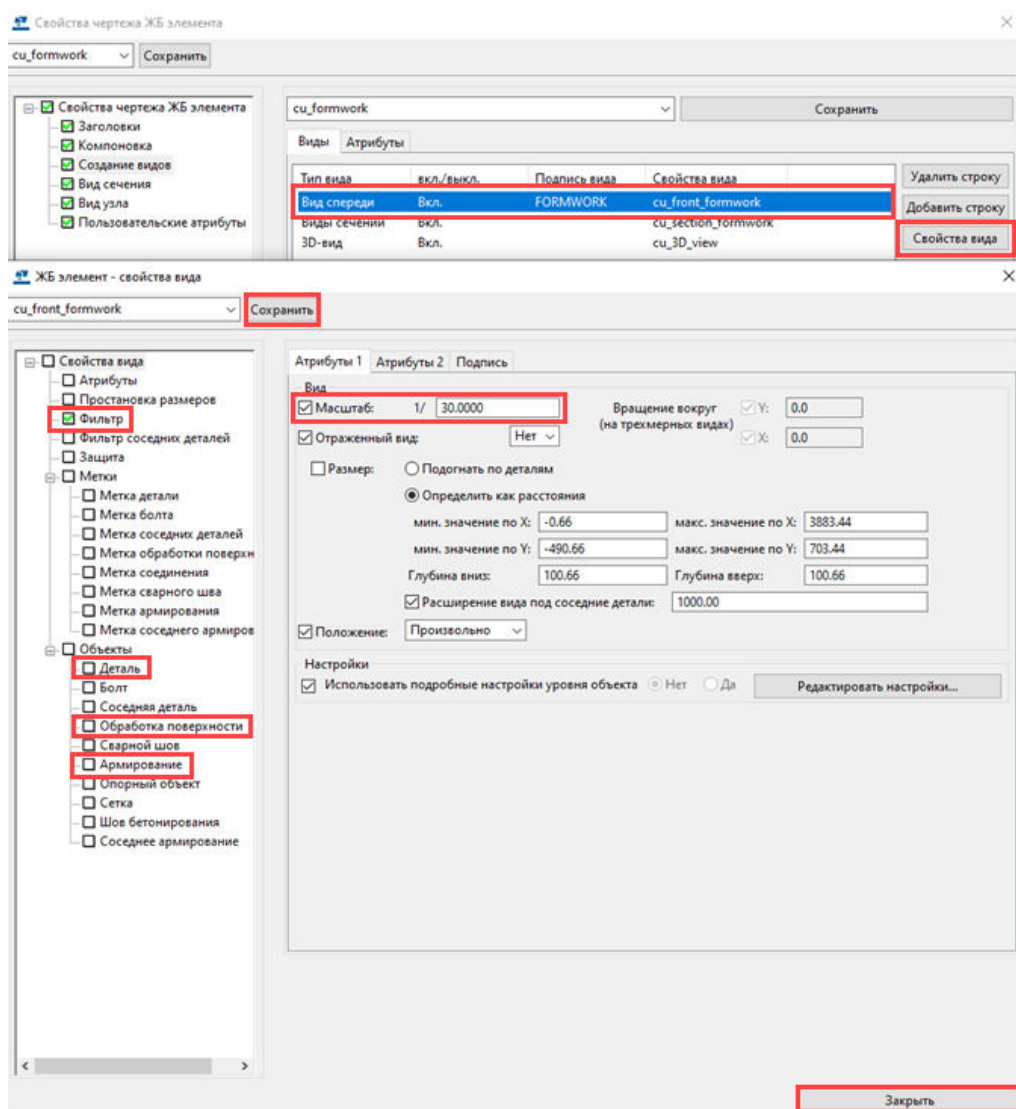 Свойства чертежа ЖБ элемента
cu_formwork Сохранить
Свойства чертежа ЖБ элемента
Заголовки
Компоновка
Создание видов
Вид сечения
Вид узла
Пользовательские атрибуты
cu_formwork Сохранить
Виды Атрибуты
Тип вида вкл./выкл. Подпись вида Свойства вида
Вид спереди Вкл. FORMWORK cu_front_formwork
Виды сечений Вкл. cu_section_formwork
3D-вид Вкл. cu_3D_view
Удалить строку
Добавить строку
Свойства вида
ЖБ элемент - свойства вида
cu_front_formwork Сохранить
Свойства вида
Атрибуты
Простановка размеров
Фильтр
Фильтр соседних деталей
Защита
Метки
Метка детали
Метка болта
Метка соседних деталей
Метка обработки поверхн
Метка соединения
Метка сварного шва
Метка армирования
Метка соседнего армиров
Объекты
Деталь
Болт
Соседняя деталь
Обработка поверхности
Сварной шов
Армирование
Опорный объект
Сетка
Шов бетонирования
Соседнее армирование
Атрибуты 1 Атрибуты 2 Подпись
Вид
Масштаб: 1/ 30.0000
Вращение вокруг Y: 0.0
(на трехмерных видах) X: 0.0
Отраженный вид: Нет
Размер: Подогнать по деталям
Определить как расстояния
мин. значение по X: -0.66 макс. значение по X: 3883.44
мин. значение по Y: -490.66 макс. значение по Y: 703.44
Глубина вниз: 100.66 Глубина вверх: 100.66
Расширение вида под соседние детали: 1000.00
Положение: Произвольно
Настройки
Использовать подробные настройки уровня объекта Нет Да Редактировать настройки...
Закрыть